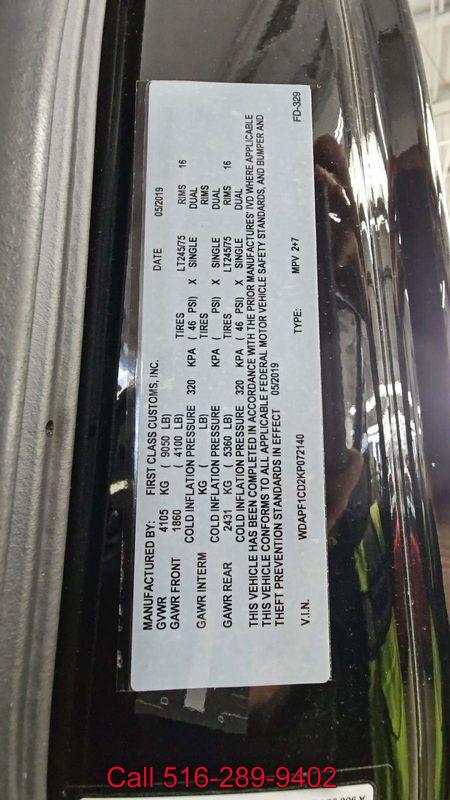 MANUFACTURED BY: FIRST CLASS CUSTOMS, INC. DATE 05/2019
GVWR 4105 KG ( 9050 LB)
GAWR FRONT 1860 ( 4100 LB) TIRES LT245/75 RIMS 16
COLD INFLATION PRESSURE 320 KPA ( 46 PSI) X SINGLE DUAL
GAWR INTERM KG ( LB) TIRES RIMS
COLD INFLATION PRESSURE KPA ( PSI) X SINGLE DUAL
GAWR REAR 2431 KG ( 5360 LB) TIRES LT245/75 RIMS 16
COLD INFLATION PRESSURE 320 KPA ( 46 PSI) X SINGLE DUAL
THIS VEHICLE HAS BEEN COMPLETED IN ACCORDANCE WITH THE PRIOR MANUFACTURES' IVD WHERE APPLICABLE
THIS VEHICLE CONFORMS TO ALL APPLICABLE FEDERAL MOTOR VEHICLE SAFETY STANDARDS, AND BUMPER AND
THEFT PREVENTION STANDARDS IN EFFECT 05/2019
V.I.N. WDAPF1CD2KP072140 TYPE: MPV 2+7 FD-329
Call 516-289-9402